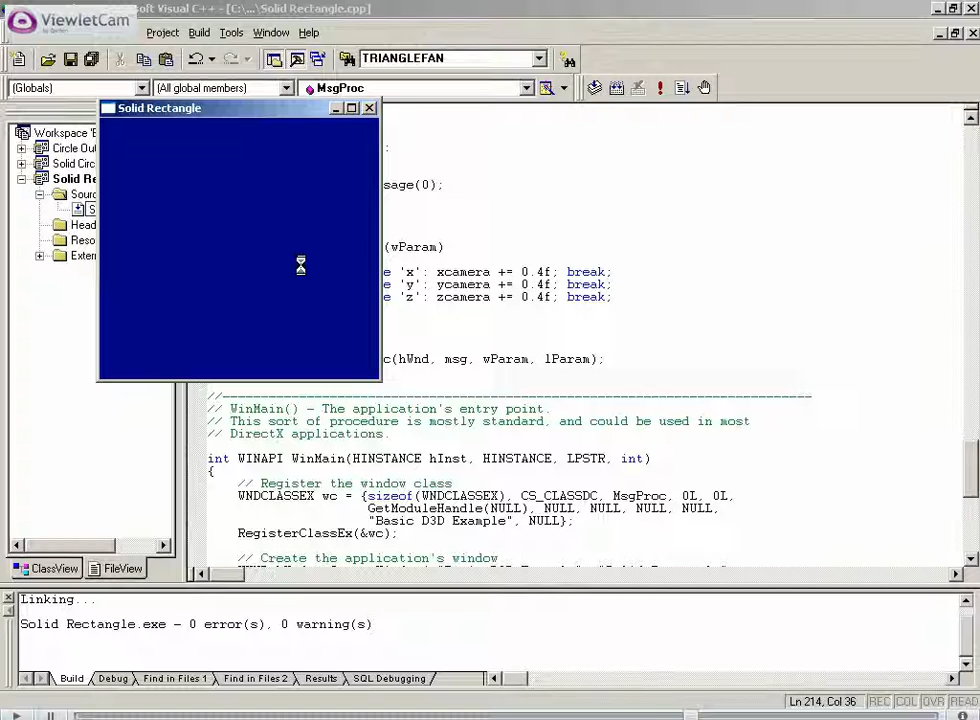 ViewletCam
soft Visual C++ - [C:\...\Solid Rectangle.cpp]
Project Build Tools Window Help
TRIANGLEFAN
(Globals) (All global members) MsgProc
Solid Rectangle
Workspace 'B
Circle Ou
Solid Circ
Solid Re
Sourc
S
Head
Reso
Extern
:
sage(0);
(wParam)
e 'x': xcamera += 0.4f; break;
e 'y': ycamera += 0.4f; break;
e 'z': zcamera += 0.4f; break;
c(hWnd, msg, wParam, lParam);
//------------------------------------------------------------------------------
// WinMain() - The application's entry point.
// This sort of procedure is mostly standard, and could be used in most
// DirectX applications.
int WINAPI WinMain(HINSTANCE hInst, HINSTANCE, LPSTR, int)
{
// Register the window class
WNDCLASSEX wc = {sizeof(WNDCLASSEX), CS_CLASSDC, MsgProc, 0L, 0L,
GetModuleHandle(NULL), NULL, NULL, NULL, NULL,
"Basic D3D Example", NULL};
RegisterClassEx(&wc);
// Create the application's window
ClassView FileView
Linking...
Solid Rectangle.exe - 0 error(s), 0 warning(s)
Build Debug Find in Files 1 Find in Files 2 Results SQL Debugging
Ln 214, Col 36 REC COL OVR READ